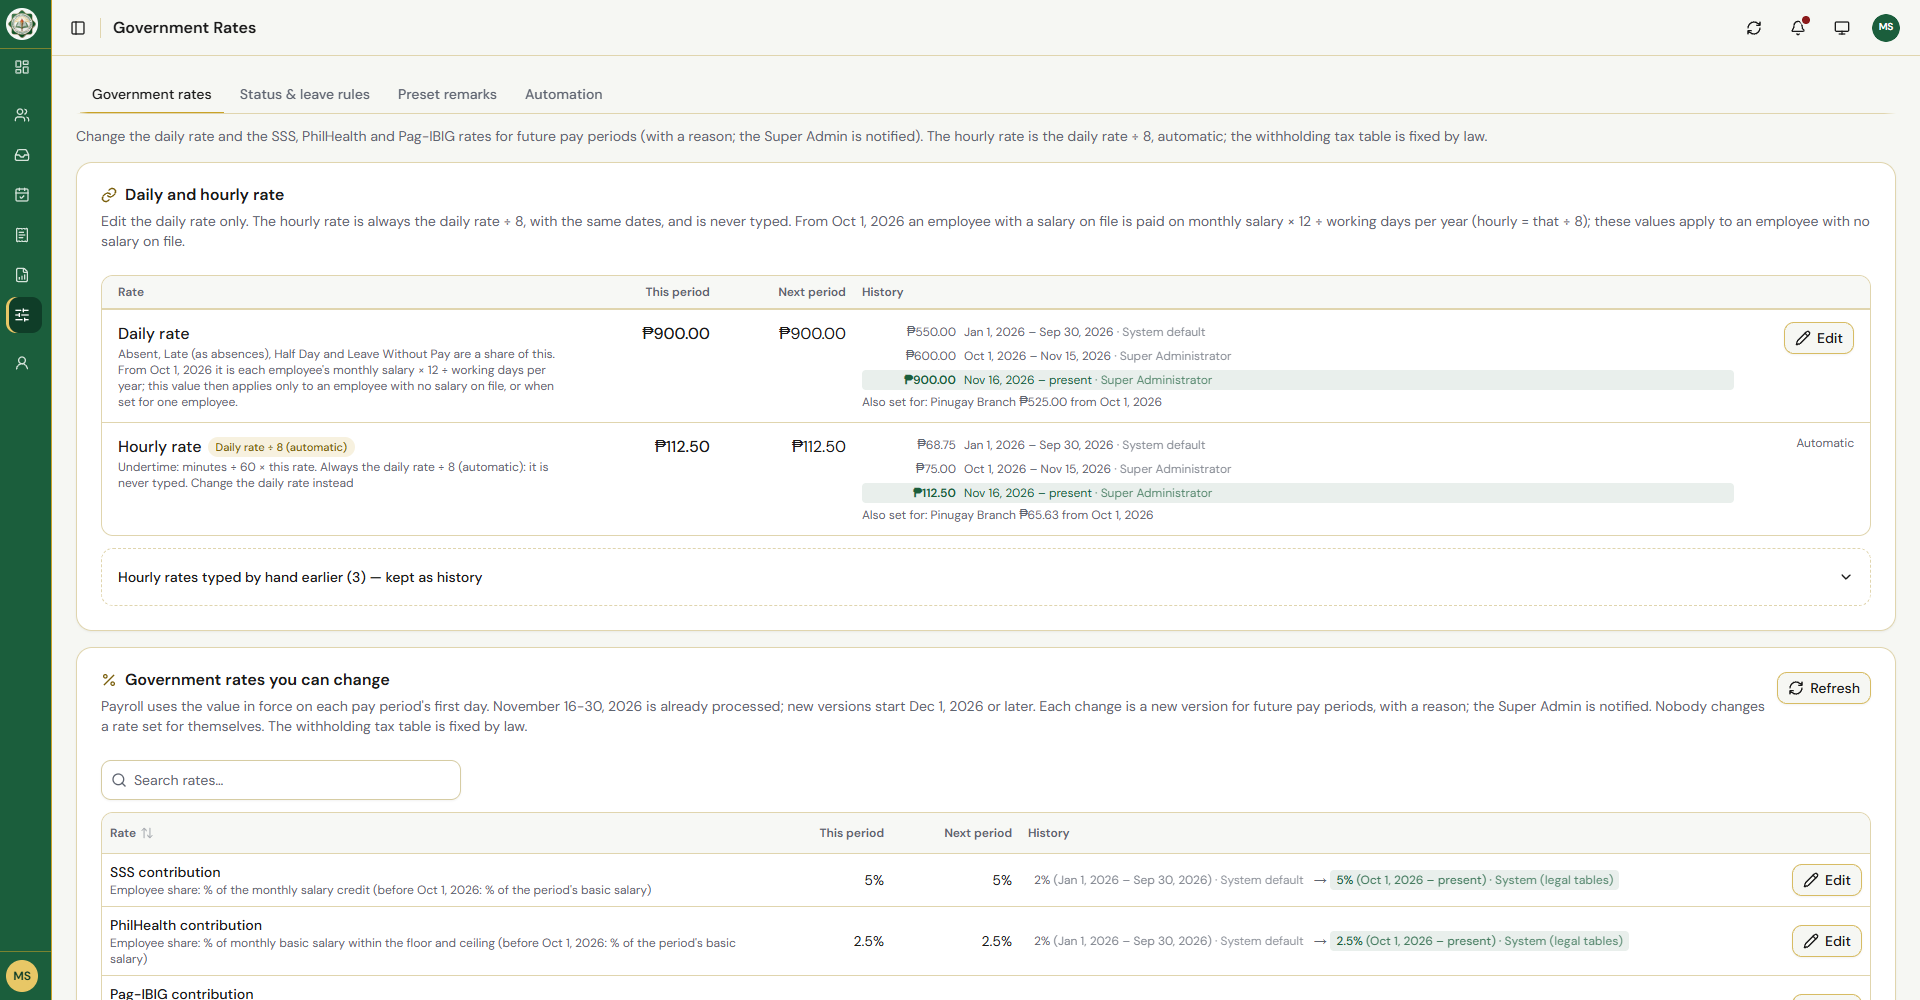 Government Rates
MS
Government rates
Status & leave rules
Preset remarks
Automation
Change the daily rate and the SSS, PhilHealth and Pag-IBIG rates for future pay periods (with a reason; the Super Admin is notified). The hourly rate is the daily rate ÷ 8, automatic; the withholding tax table is fixed by law.
Daily and hourly rate
Edit the daily rate only. The hourly rate is always the daily rate ÷ 8, with the same dates, and is never typed. From Oct 1, 2026 an employee with a salary on file is paid on monthly salary × 12 ÷ working days per year (hourly = that ÷ 8); these values apply to an employee with no
salary on file.
Rate This period Next period History
Daily rate
Absent, Late (as absences), Half Day and Leave Without Pay are a share of this.
From Oct 1, 2026 it is each employee's monthly salary × 12 ÷ working days per
year; this value then applies only to an employee with no salary on file, or when
set for one employee.
₱900.00
₱900.00
₱550.00 Jan 1, 2026 – Sep 30, 2026 · System default
₱600.00 Oct 1, 2026 – Nov 15, 2026 · Super Administrator
₱900.00 Nov 16, 2026 – present · Super Administrator
Also set for: Pinugay Branch ₱525.00 from Oct 1, 2026
Edit
Hourly rate Daily rate ÷ 8 (automatic)
Undertime: minutes ÷ 60 × this rate. Always the daily rate ÷ 8 (automatic): it is
never typed. Change the daily rate instead
₱112.50
₱112.50
₱68.75 Jan 1, 2026 – Sep 30, 2026 · System default
₱75.00 Oct 1, 2026 – Nov 15, 2026 · Super Administrator
₱112.50 Nov 16, 2026 – present · Super Administrator
Also set for: Pinugay Branch ₱65.63 from Oct 1, 2026
Automatic
Hourly rates typed by hand earlier (3) — kept as history
Government rates you can change
Payroll uses the value in force on each pay period's first day. November 16-30, 2026 is already processed; new versions start Dec 1, 2026 or later. Each change is a new version for future pay periods, with a reason; the Super Admin is notified. Nobody changes
a rate set for themselves. The withholding tax table is fixed by law.
Refresh
Search rates...
Rate This period Next period History
SSS contribution
Employee share: % of the monthly salary credit (before Oct 1, 2026: % of the period's basic salary)
5%
5%
2% (Jan 1, 2026 – Sep 30, 2026) · System default → 5% (Oct 1, 2026 – present) · System (legal tables)
Edit
PhilHealth contribution
Employee share: % of monthly basic salary within the floor and ceiling (before Oct 1, 2026: % of the period's basic
salary)
2.5%
2.5%
2% (Jan 1, 2026 – Sep 30, 2026) · System default → 2.5% (Oct 1, 2026 – present) · System (legal tables)
Edit
Pag-IBIG contribution
MS